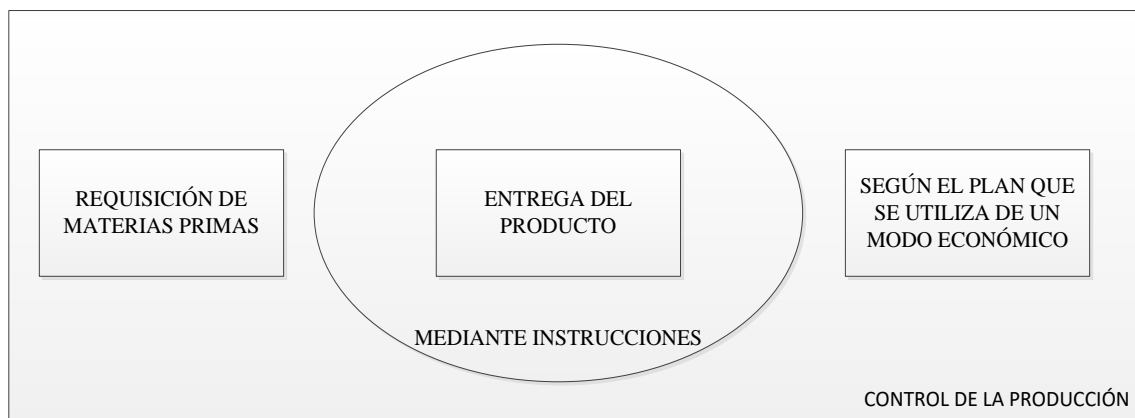 REQUISICIÓN DE
MATERIAS PRIMAS
ENTREGA DEL
PRODUCTO
MEDIANTE INSTRUCCIONES
SEGÚN EL PLAN QUE
SE UTILIZA DE UN
MODO ECONÓMICO
CONTROL DE LA PRODUCCIÓN